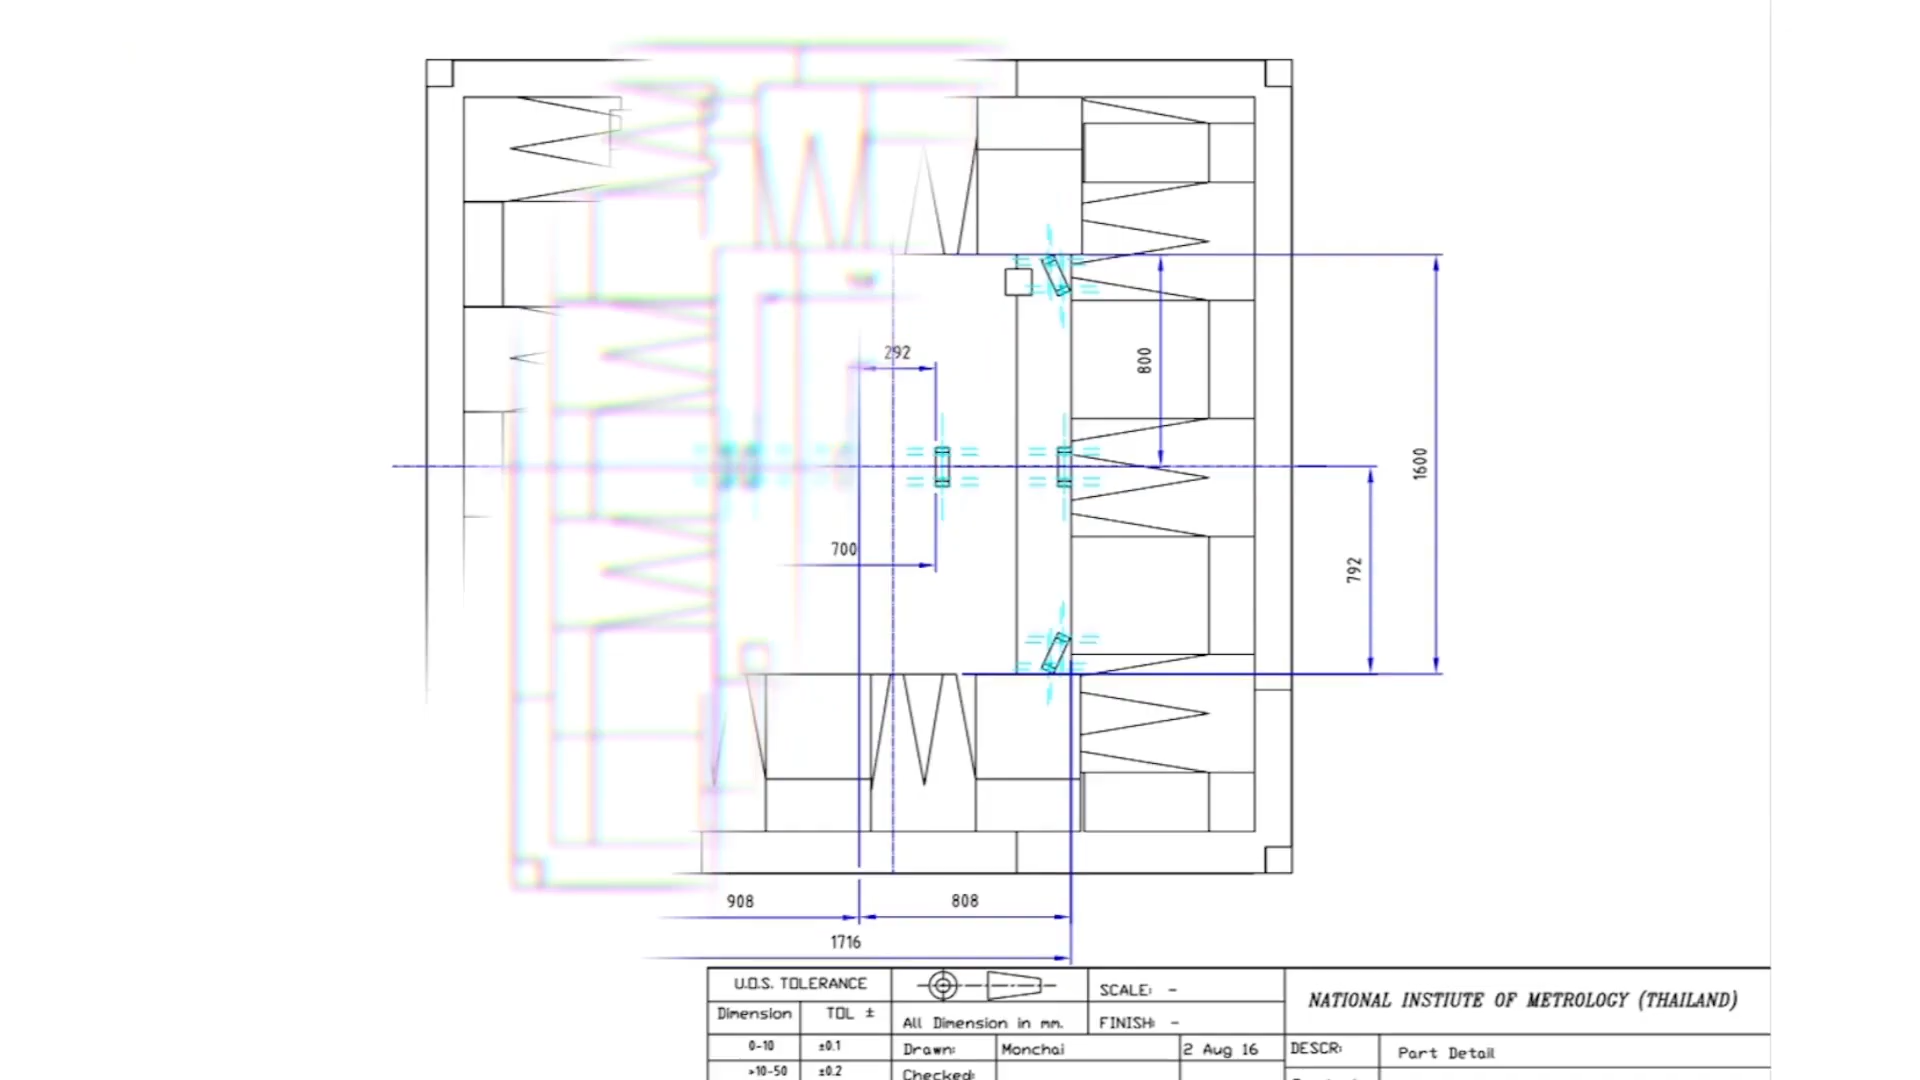 292
800
1600
700
792
908
808
1716
U.O.S. TOLERANCE
SCALE: -
NATIONAL INSTIUTE OF METROLOGY (THAILAND)
Dimension
TOL ±
All Dimension in mm.
FINISH: -
0-10
±0.1
Drawn:
Monchai
2 Aug 16
DESCR:
Part Detail
>10-50
±0.2
Checked: